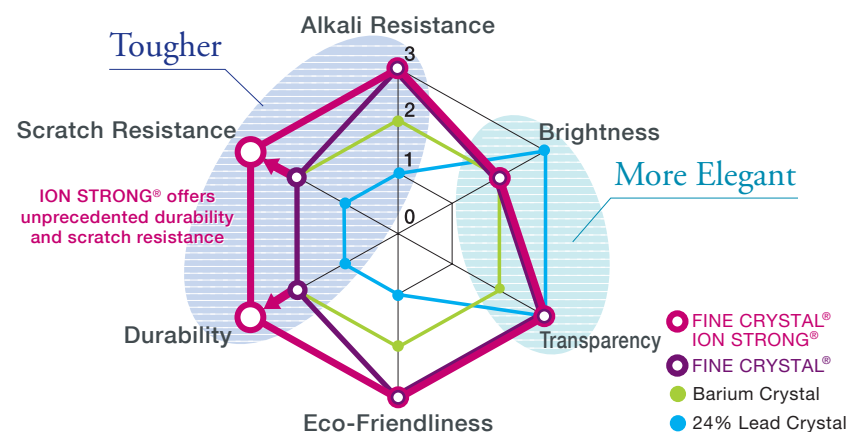 Alkali Resistance
Tougher
3
2
Scratch Resistance
Brightness
1
More Elegant
ION STRONG® offers
unprecedented durability
and scratch resistance
0
Durability
Transparency
Eco-Friendliness
FINE CRYSTAL®
ION STRONG®
FINE CRYSTAL®
Barium Crystal
24% Lead Crystal